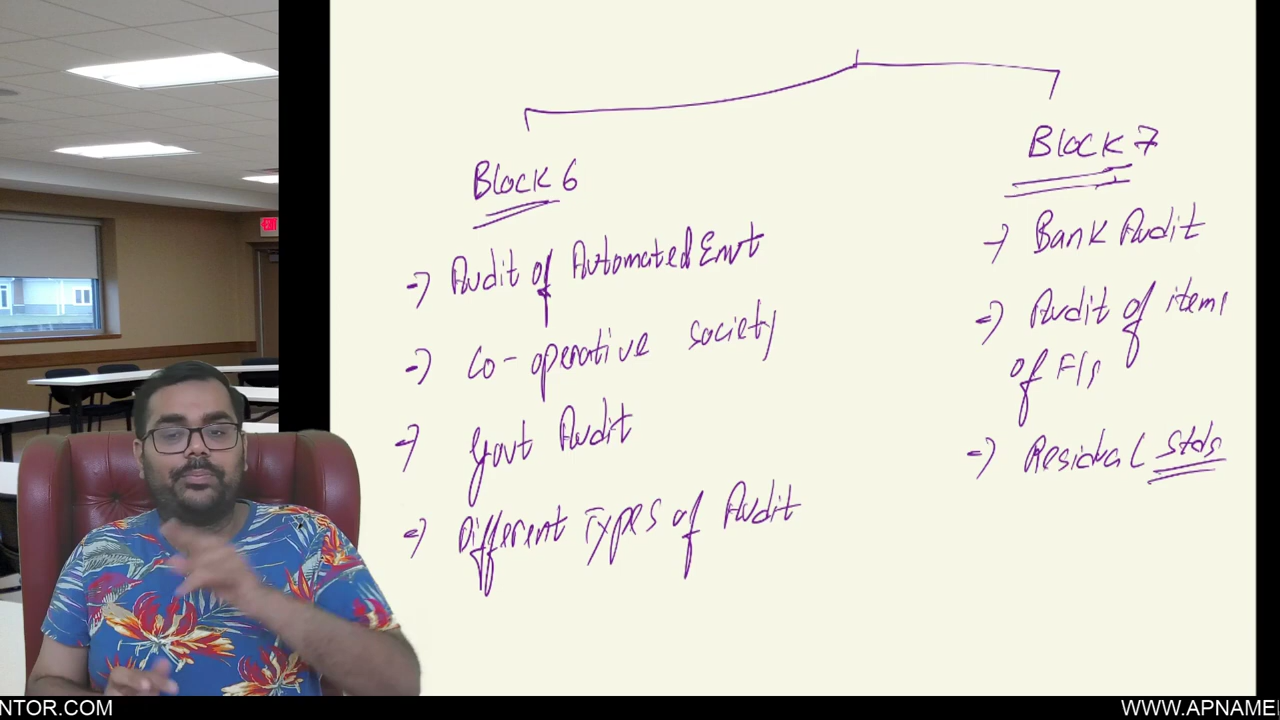 Block 6
→ Audit of Automated Envt
→ Co-operative society
→ Govt Audit
→ Different Types of Audit
Block 7
→ Bank Audit
→ Audit of items
of F/s
→ Residual Stds
NTOR.COM
WWW.APNAME